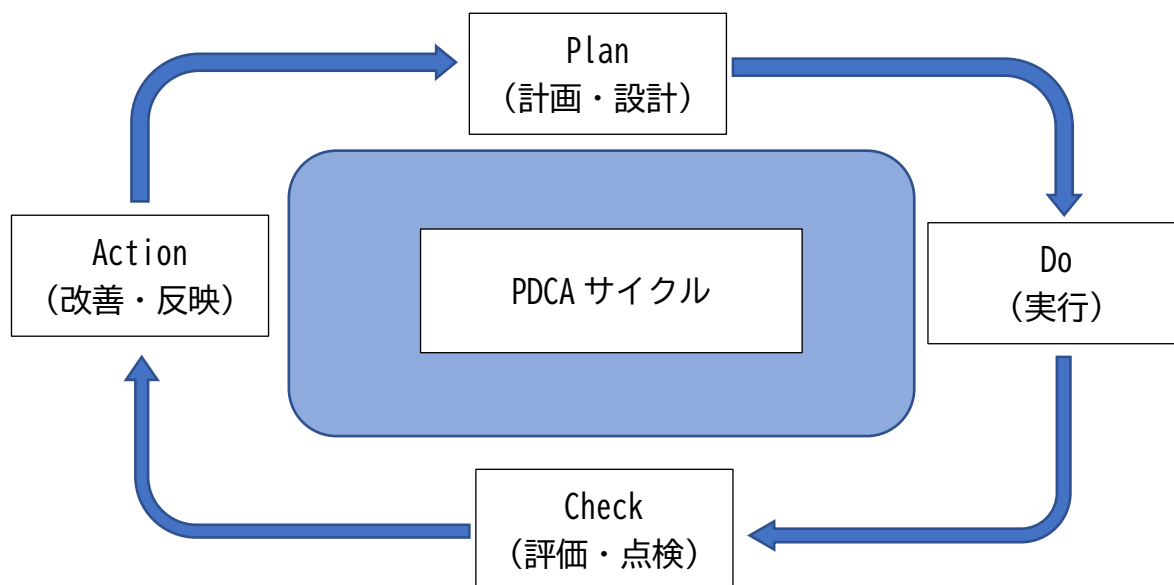 Plan
（計画・設計）
Action
（改善・反映）
PDCA サイクル
Do
（実行）
Check
（評価・点検）